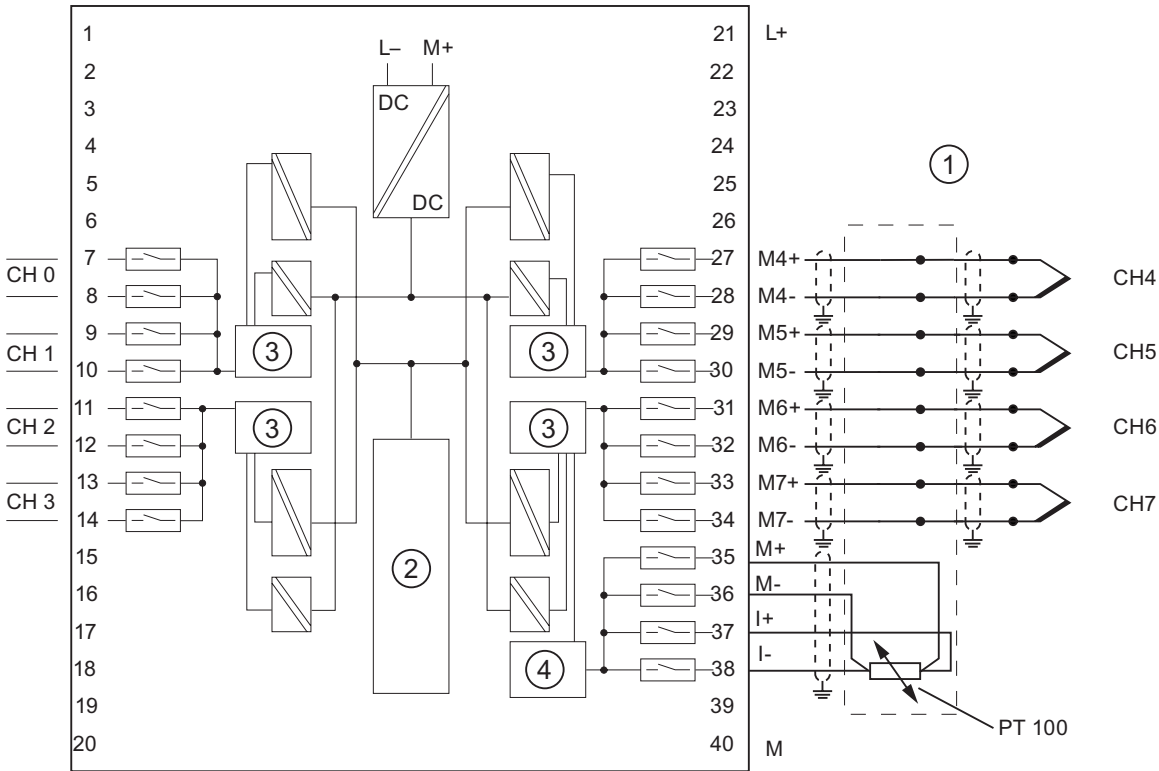 1 21 L+
L– M+
2 22
DC
3 23
4 24
①
5 25
DC
6 26
7 27 M4+
CH 0 CH4
8 28 M4-
9 29 M5+
CH 1 ③ ③ CH5
10 30 M5-
11 31 M6+
CH 2 ③ ③ CH6
12 32 M6-
13 33 M7+
CH 3 CH7
14 34 M7-
15 35 M+
②
16 36 M-
17 37 I+
18 ④ 38 I-
19 39
PT 100
20 40 M